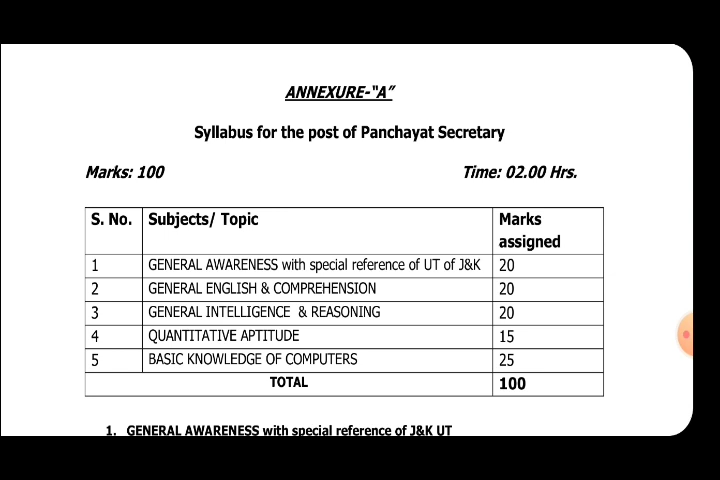 ANNEXURE-"A"
Syllabus for the post of Panchayat Secretary
Marks: 100 Time: 02.00 Hrs.
S. No. Subjects/ Topic Marks assigned
1 GENERAL AWARENESS with special reference of UT of J&K 20
2 GENERAL ENGLISH & COMPREHENSION 20
3 GENERAL INTELLIGENCE & REASONING 20
4 QUANTITATIVE APTITUDE 15
5 BASIC KNOWLEDGE OF COMPUTERS 25
TOTAL 100
1. GENERAL AWARENESS with special reference of J&K UT